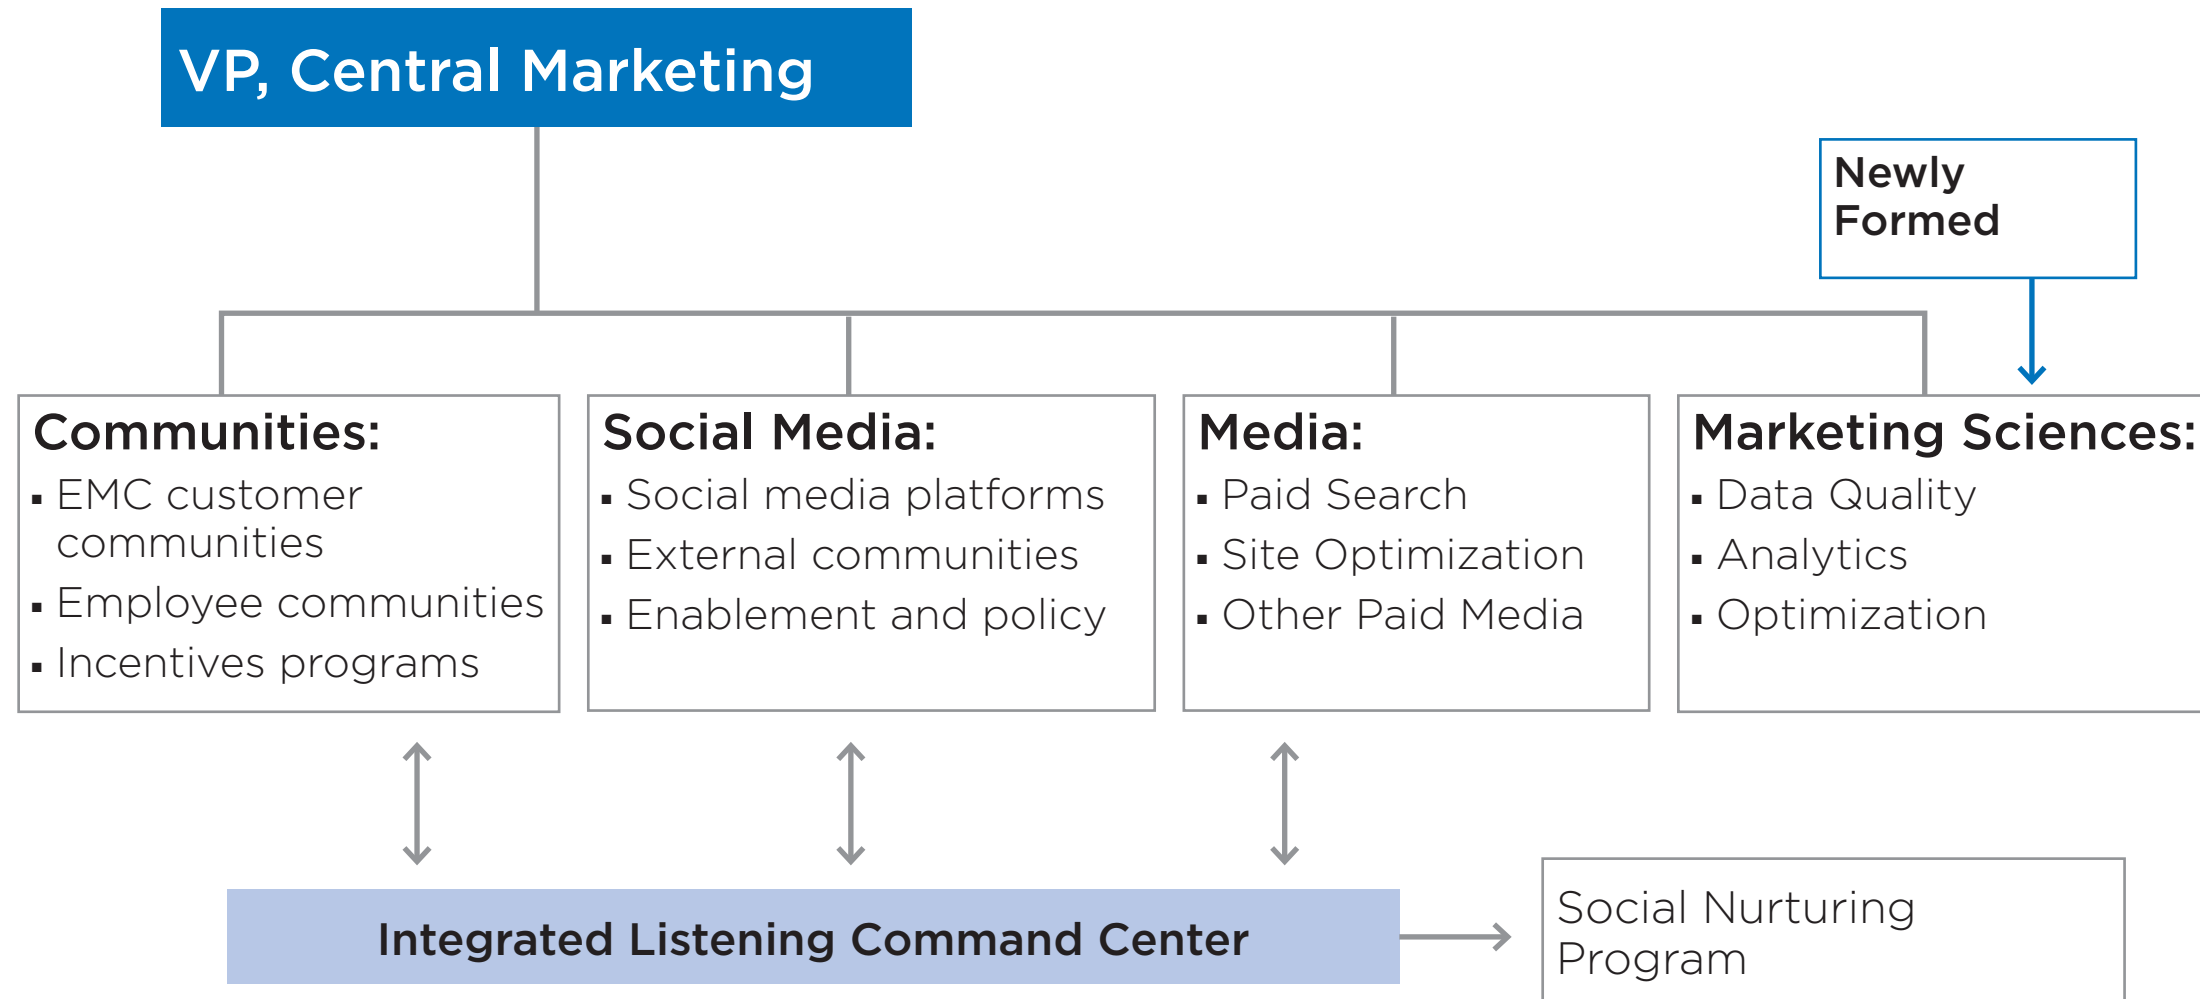 VP, Central Marketing
Newly
Formed
Communities:
▪ EMC customer
communities
▪ Employee communities
▪ Incentives programs
Social Media:
▪ Social media platforms
▪ External communities
▪ Enablement and policy
Media:
▪ Paid Search
▪ Site Optimization
▪ Other Paid Media
Marketing Sciences:
▪ Data Quality
▪ Analytics
▪ Optimization
Integrated Listening Command Center
Social Nurturing
Program